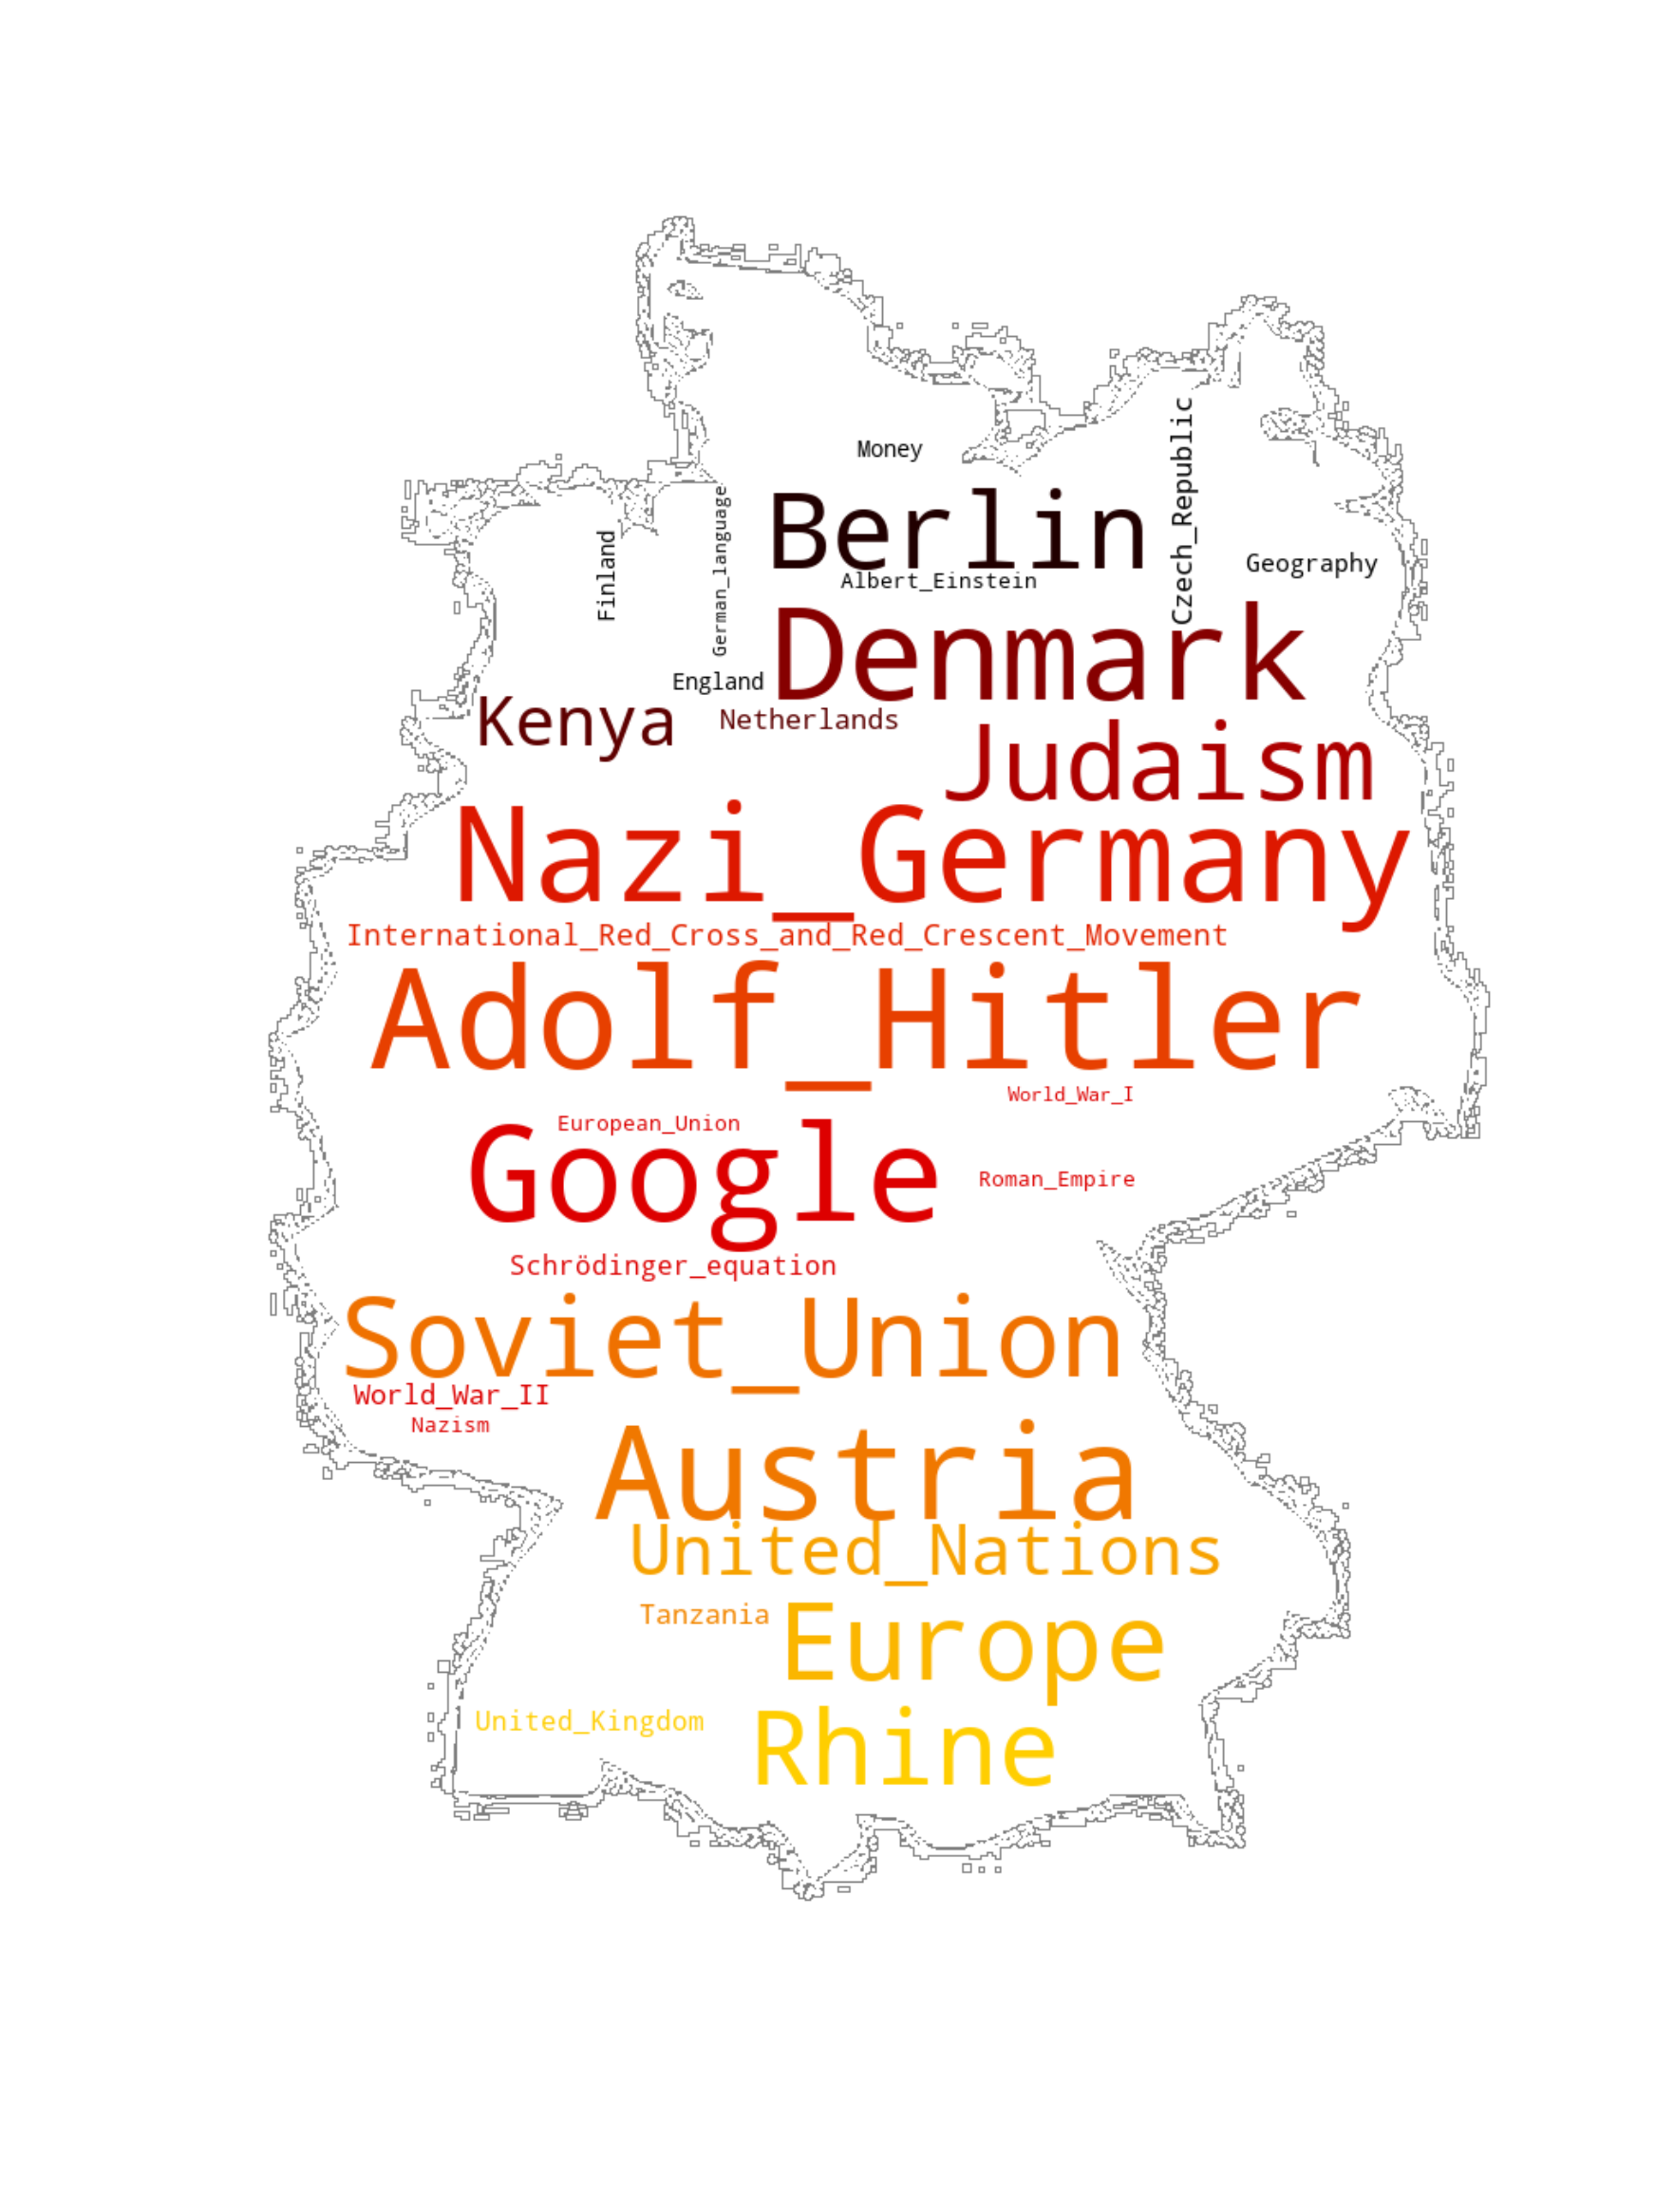 Money
Czech_Republic
Berlin
German_language
Finland
Geography
Albert_Einstein
Denmark
England
Kenya
Netherlands
Judaism
Nazi_Germany
International_Red_Cross_and_Red_Crescent_Movement
Adolf_Hitler
World_War_I
European_Union
Google
Roman_Empire
Schrödinger_equation
Soviet_Union
World_War_II
Nazism
Austria
United_Nations
Tanzania
Europe
United_Kingdom
Rhine